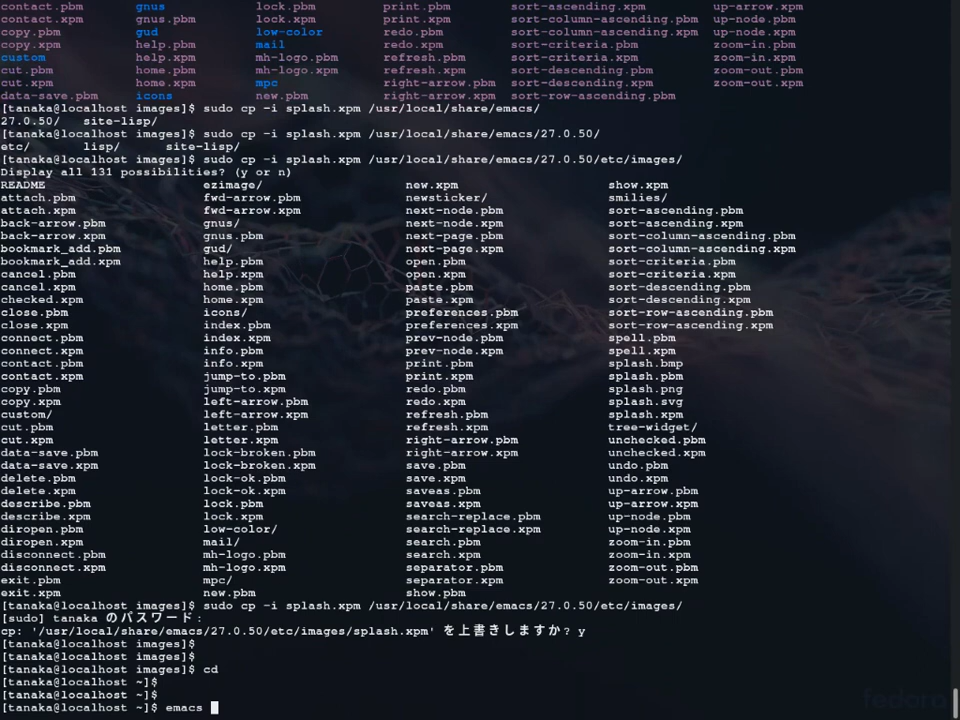 contact.pbm gnus lock.pbm print.pbm sort-ascending.xpm up-arrow.xpm
contact.xpm gnus.pbm lock.xpm print.xpm sort-column-ascending.pbm up-node.pbm
copy.pbm gud low-color redo.pbm sort-column-ascending.xpm up-node.xpm
copy.xpm help.pbm mail redo.xpm sort-criteria.pbm zoom-in.pbm
custom help.xpm mh-logo.pbm refresh.pbm sort-criteria.xpm zoom-in.xpm
cut.pbm home.pbm mh-logo.xpm refresh.xpm sort-descending.pbm zoom-out.pbm
cut.xpm home.xpm mpc right-arrow.pbm sort-descending.xpm zoom-out.xpm
data-save.pbm icons new.pbm right-arrow.xpm sort-row-ascending.pbm
[tanaka@localhost images]$ sudo cp -i splash.xpm /usr/local/share/emacs/
27.0.50/ site-lisp/
[tanaka@localhost images]$ sudo cp -i splash.xpm /usr/local/share/emacs/27.0.50/
etc/ lisp/ site-lisp/
[tanaka@localhost images]$ sudo cp -i splash.xpm /usr/local/share/emacs/27.0.50/etc/images/
Display all 131 possibilities? (y or n)
README ezimage/ new.xpm show.xpm
attach.pbm fwd-arrow.pbm newsticker/ smilies/
attach.xpm fwd-arrow.xpm next-node.pbm sort-ascending.pbm
back-arrow.pbm gnus/ next-node.xpm sort-ascending.xpm
back-arrow.xpm gnus.pbm next-page.pbm sort-column-ascending.pbm
bookmark_add.pbm gud/ next-page.xpm sort-column-ascending.xpm
bookmark_add.xpm help.pbm open.pbm sort-criteria.pbm
cancel.pbm help.xpm open.xpm sort-criteria.xpm
cancel.xpm home.pbm paste.pbm sort-descending.pbm
checked.xpm home.xpm paste.xpm sort-descending.xpm
close.pbm icons/ preferences.pbm sort-row-ascending.pbm
close.xpm index.pbm preferences.xpm sort-row-ascending.xpm
connect.pbm index.xpm prev-node.pbm spell.pbm
connect.xpm info.pbm prev-node.xpm spell.xpm
contact.pbm info.xpm print.pbm splash.bmp
contact.xpm jump-to.pbm print.xpm splash.pbm
copy.pbm jump-to.xpm redo.pbm splash.png
copy.xpm left-arrow.pbm redo.xpm splash.svg
custom/ left-arrow.xpm refresh.pbm splash.xpm
cut.pbm letter.pbm refresh.xpm tree-widget/
cut.xpm letter.xpm right-arrow.pbm unchecked.pbm
data-save.pbm lock-broken.pbm right-arrow.xpm unchecked.xpm
data-save.xpm lock-broken.xpm save.pbm undo.pbm
delete.pbm lock-ok.pbm save.xpm undo.xpm
delete.xpm lock-ok.xpm saveas.pbm up-arrow.pbm
describe.pbm lock.pbm saveas.xpm up-arrow.xpm
describe.xpm lock.xpm search-replace.pbm up-node.pbm
diropen.pbm low-color/ search-replace.xpm up-node.xpm
diropen.xpm mail/ search.pbm zoom-in.pbm
disconnect.pbm mh-logo.pbm search.xpm zoom-in.xpm
disconnect.xpm mh-logo.xpm separator.pbm zoom-out.pbm
exit.pbm mpc/ separator.xpm zoom-out.xpm
exit.xpm new.pbm show.pbm
[tanaka@localhost images]$ sudo cp -i splash.xpm /usr/local/share/emacs/27.0.50/etc/images/
[sudo] tanaka のパスワード:
cp: '/usr/local/share/emacs/27.0.50/etc/images/splash.xpm' を上書きしますか? y
[tanaka@localhost images]$
[tanaka@localhost images]$
[tanaka@localhost images]$ cd
[tanaka@localhost ~]$
[tanaka@localhost ~]$
[tanaka@localhost ~]$ emacs
fedora